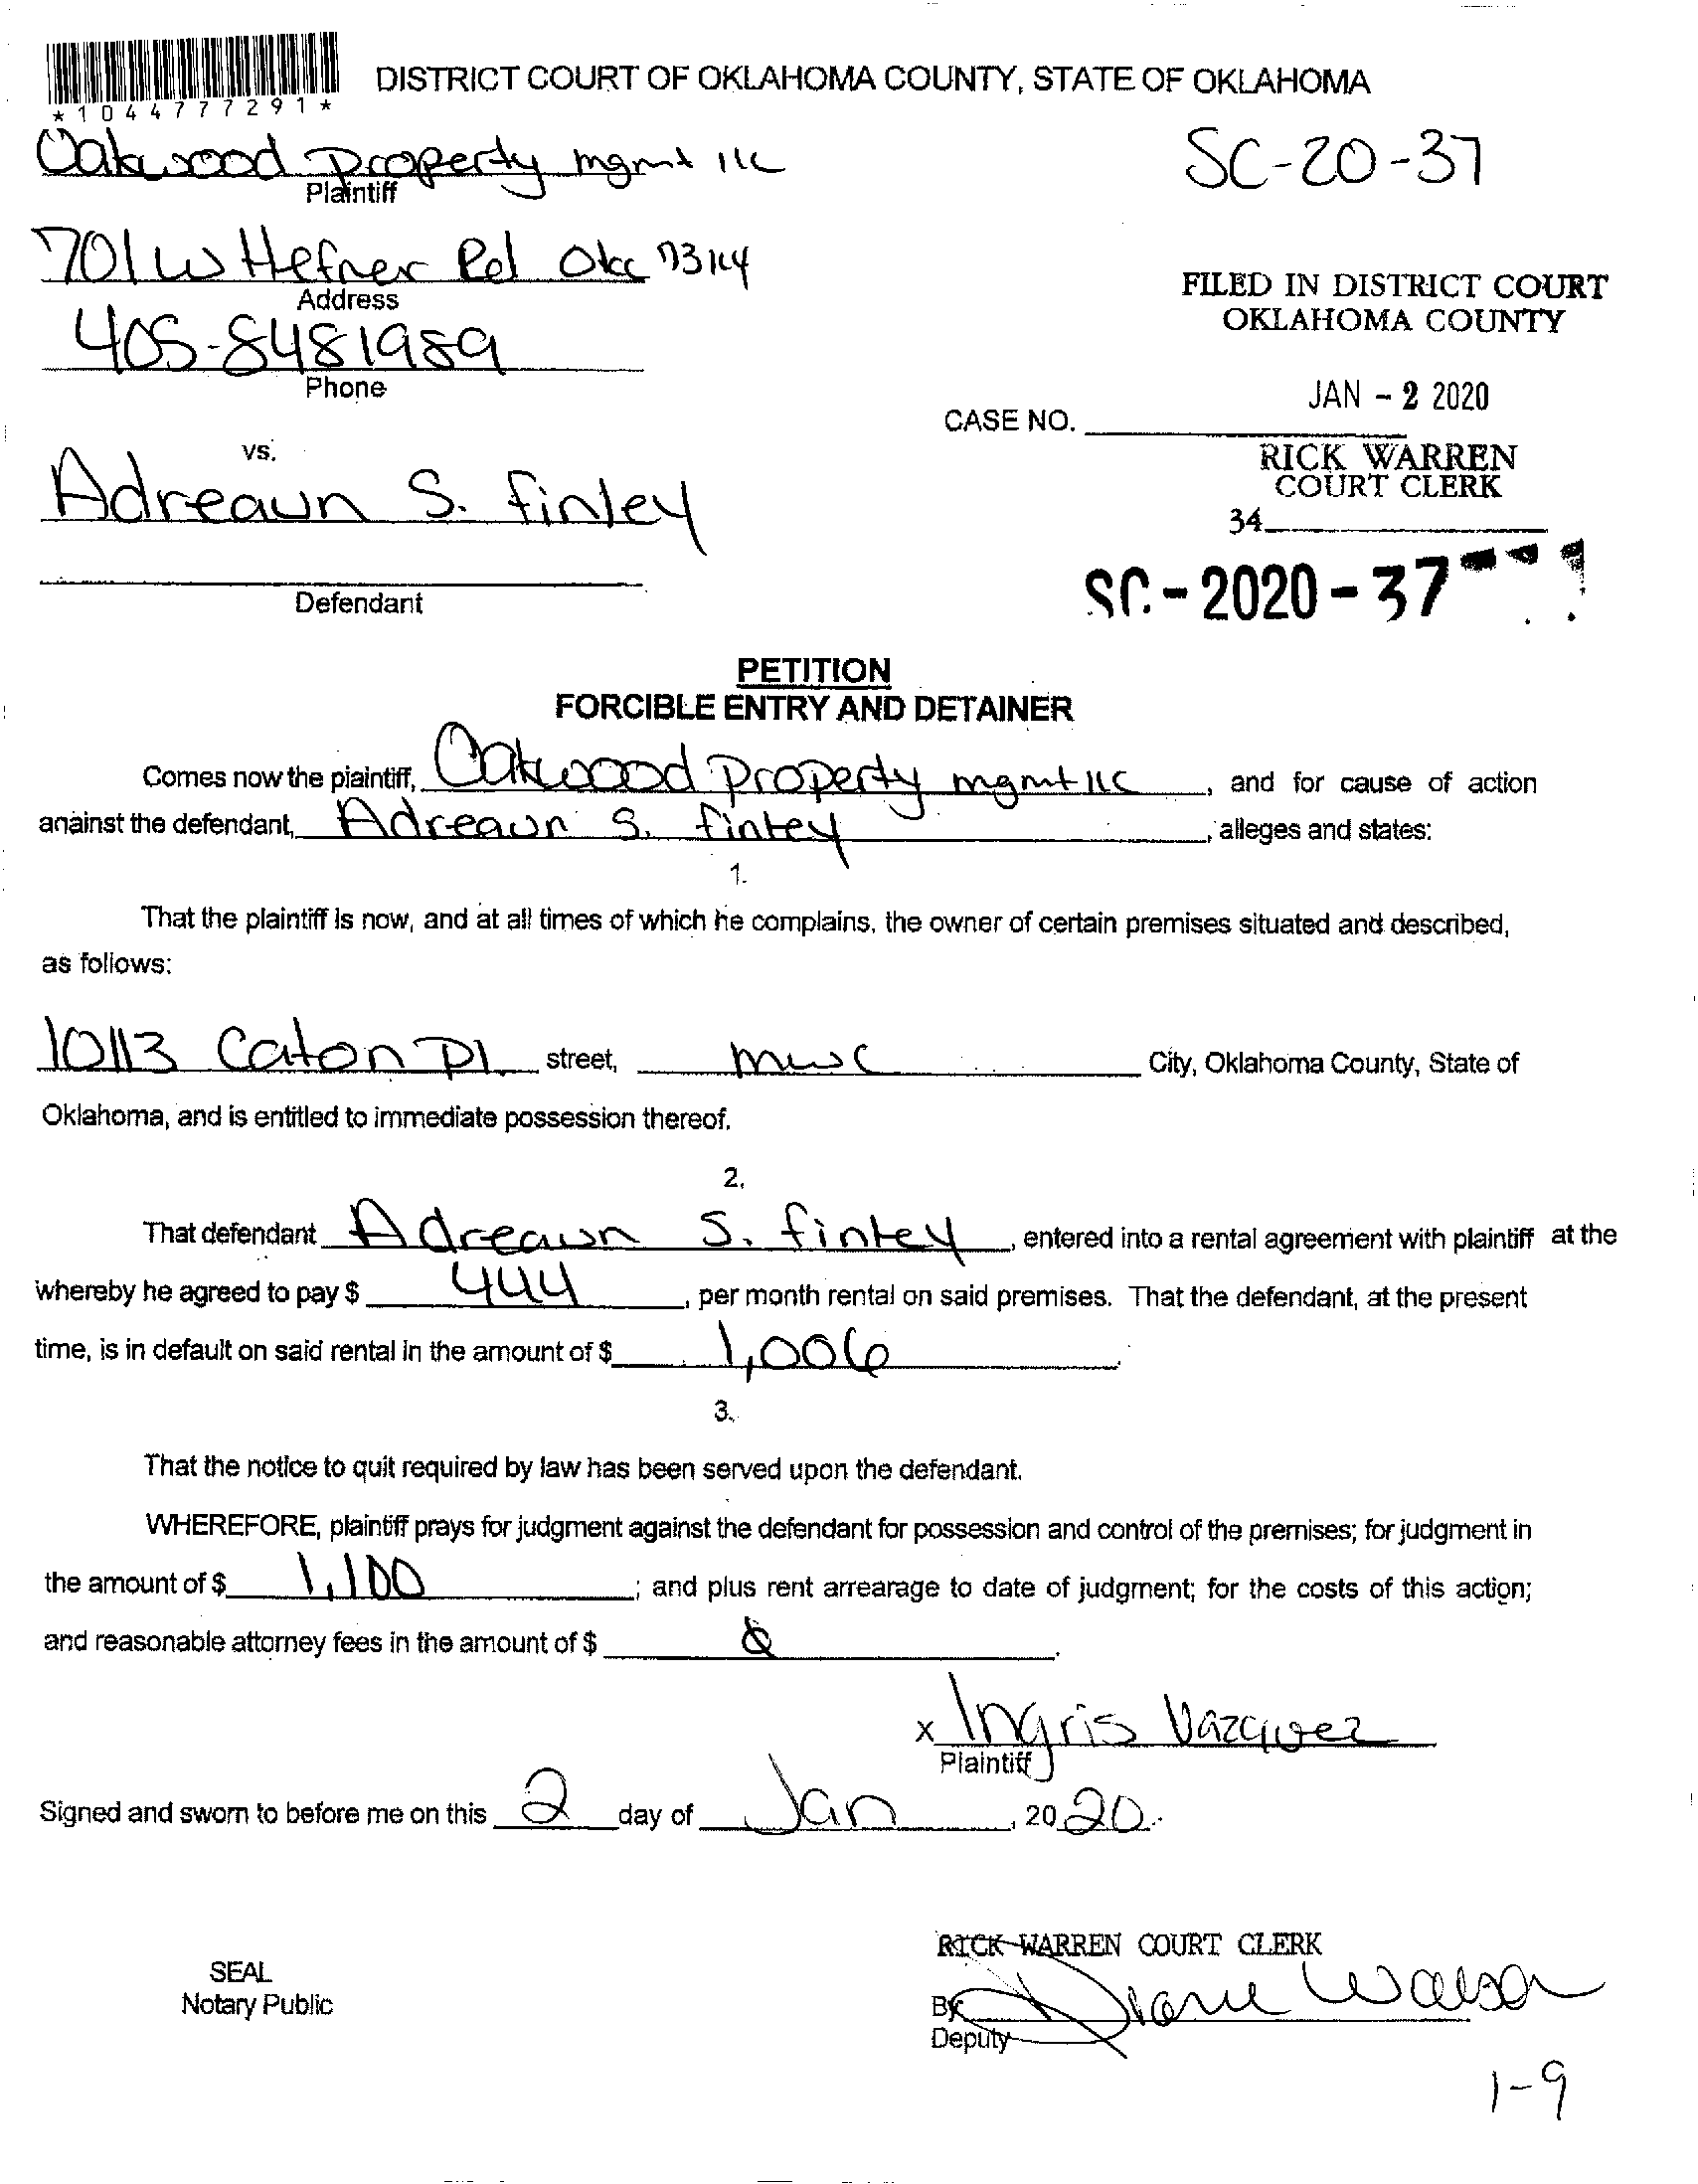 *1044777291*
DISTRICT COURT OF OKLAHOMA COUNTY, STATE OF OKLAHOMA
Oakwood Property mgmt llc
Plaintiff
SC-20-37
701 W Hefner Rd Okc 73114
Address
FILED IN DISTRICT COURT
OKLAHOMA COUNTY
405-8481989
Phone
JAN - 2 2020
CASE NO.
RICK WARREN
COURT CLERK
34
vs.
Adreaun S. finley
Defendant
SC-2020-37
PETITION
FORCIBLE ENTRY AND DETAINER
Comes now the plaintiff, Oakwood Property mgmt llc, and for cause of action
against the defendant, Adreaun S. finley, alleges and states:
1.
That the plaintiff is now, and at all times of which he complains, the owner of certain premises situated and described,
as follows:
10113 Caton Pl street, mwc City, Oklahoma County, State of
Oklahoma, and is entitled to immediate possession thereof.
2.
That defendant Adreaun S. finley, entered into a rental agreement with plaintiff at the
whereby he agreed to pay $ 444, per month rental on said premises. That the defendant, at the present
time, is in default on said rental in the amount of $ 1,006.
3.
That the notice to quit required by law has been served upon the defendant.
WHEREFORE, plaintiff prays for judgment against the defendant for possession and control of the premises; for judgment in
the amount of $ 1,100; and plus rent arrearage to date of judgment; for the costs of this action;
and reasonable attorney fees in the amount of $
x Ingris Vazquez
Plaintiff
Signed and sworn to before me on this 2 day of Jan, 2020.
RICK WARREN COURT CLERK
SEAL
Notary Public
By Diane
Deputy
1-9